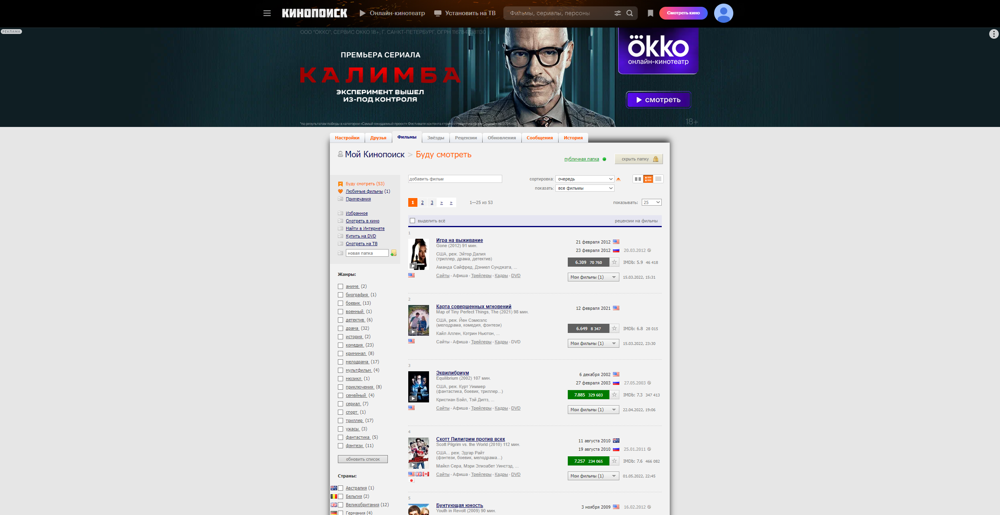 КИНОПОИСК
Онлайн-кинотеатр
Установить на ТВ
Фильмы, сериалы, персоны
Смотреть кино
РЕКЛАМА
ООО "ОККО", СЕРВИС ОККО 18+, Г. САНКТ-ПЕТЕРБУРГ, ОГРН 1167847381130
ПРЕМЬЕРА СЕРИАЛА
КАЛИМБА
ЭКСПЕРИМЕНТ ВЫШЕЛ
ИЗ-ПОД КОНТРОЛЯ
ökko
онлайн-кинотеатр
смотреть
18+
*по результатам победы в категории «Самый ожидаемый проект» Фестиваля контента стриминговых платформ Original+ за 2024 год
Настройки
Друзья
Фильмы
Звёзды
Рецензии
Обновления
Сообщения
История
Мой Кинопоиск > Буду смотреть
публичная папка
скрыть папку
Буду смотреть (53)
Любимые фильмы (1)
Примечания
Избранное
Смотреть в кино
Найти в Интернете
Купить на DVD
Смотреть на ТВ
новая папка
Жанры:
аниме (2)
биография (1)
боевик (13)
военный (1)
детектив (6)
драма (32)
история (2)
комедия (23)
криминал (8)
мелодрама (17)
мультфильм (4)
мюзикл (1)
приключения (8)
семейный (4)
сериал (7)
спорт (1)
триллер (17)
ужасы (3)
фантастика (5)
фэнтези (11)
обновить список
Страны:
Австралия (1)
Бельгия (2)
Великобритания (12)
Германия (4)
добавить фильм
сортировка: очередь
показать: все фильмы
1 2 3 » »
1—25 из 53
показывать: 25
выделить всё
рецензии на фильмы
1
Игра на выживание
Gone (2012) 91 мин.
США, реж. Эйтор Далия
(триллер, драма, детектив)
Аманда Сайфред, Дэниел Сунджата, ...
Сайты - Афиша - Трейлеры - Кадры - DVD
21 февраля 2012
23 февраля 2012 20.03.2012
6.309 70 760 IMDb: 5.9 46 418
Мои фильмы (1) 15.03.2022, 15:31
2
Карта совершенных мгновений
Map of Tiny Perfect Things, The (2021) 98 мин.
США, реж. Йен Сэмюэлс
(мелодрама, комедия, фэнтези)
Кайл Аллен, Кэтрин Ньютон, ...
Сайты - Афиша - Трейлеры - Кадры - DVD
12 февраля 2021
6.649 8 347 IMDb: 6.8 28 015
Мои фильмы (1) 15.03.2022, 23:30
3
Эквилибриум
Equilibrium (2002) 107 мин.
США, реж. Курт Уиммер
(фантастика, боевик, триллер...)
Кристиан Бэйл, Тэй Диггз, ...
Сайты - Афиша - Трейлеры - Кадры - DVD
6 декабря 2002
27 февраля 2003 27.05.2003
7.885 329 603 IMDb: 7.3 347 413
Мои фильмы (1) 22.04.2022, 19:06
4
Скотт Пилигрим против всех
Scott Pilgrim vs. the World (2010) 112 мин.
США... реж. Эдгар Райт
(фэнтези, боевик, мелодрама...)
Майкл Сера, Мэри Элизабет Уинстэд, ...
Сайты - Афиша - Трейлеры - Кадры - DVD
11 августа 2010
19 августа 2010 25.01.2011
7.257 234 065 IMDb: 7.6 466 082
Мои фильмы (1) 01.05.2022, 22:45
5
Бунтующая юность
Youth in Revolt (2009) 90 мин.
3 ноября 2009 16.02.2012